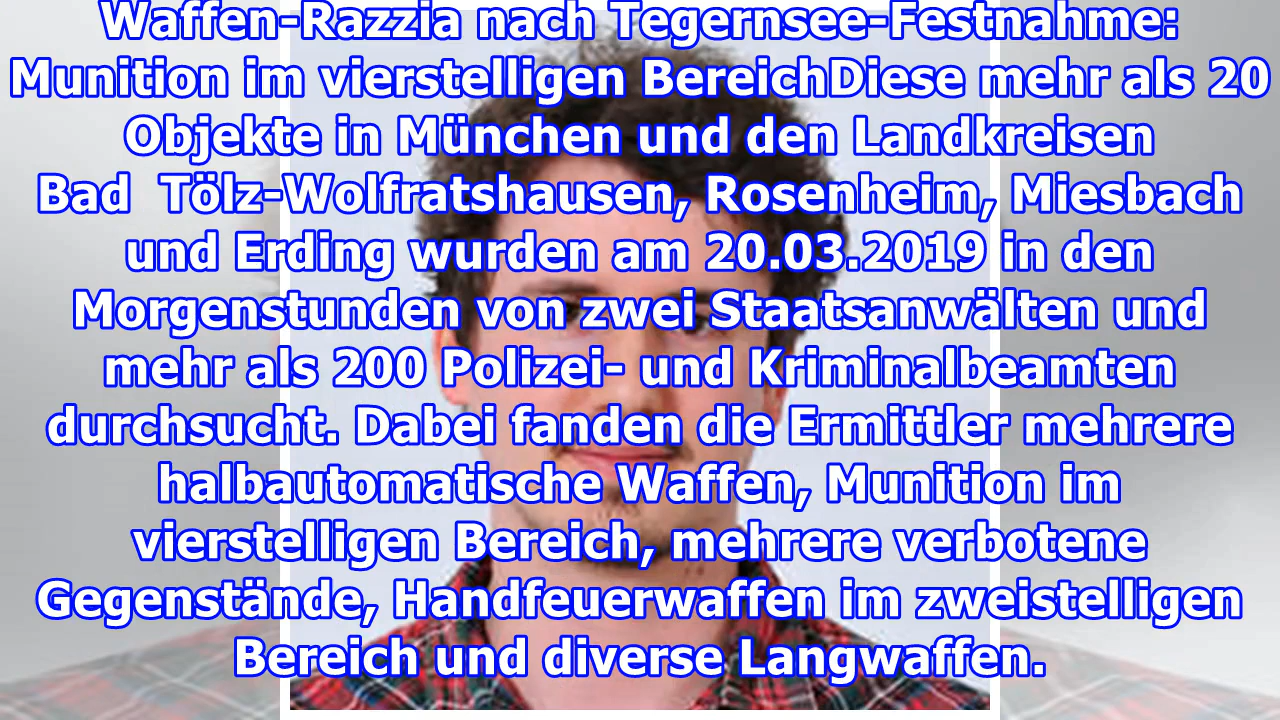 Waffen-Razzia nach Tegernsee-Festnahme:
Munition im vierstelligen BereichDiese mehr als 20
Objekte in München und den Landkreisen
Bad  Tölz-Wolfratshausen, Rosenheim, Miesbach
und Erding wurden am 20.03.2019 in den
Morgenstunden von zwei Staatsanwälten und
mehr als 200 Polizei- und Kriminalbeamten
durchsucht. Dabei fanden die Ermittler mehrere
halbautomatische Waffen, Munition im
vierstelligen Bereich, mehrere verbotene
Gegenstände, Handfeuerwaffen im zweistelligen
Bereich und diverse Langwaffen.